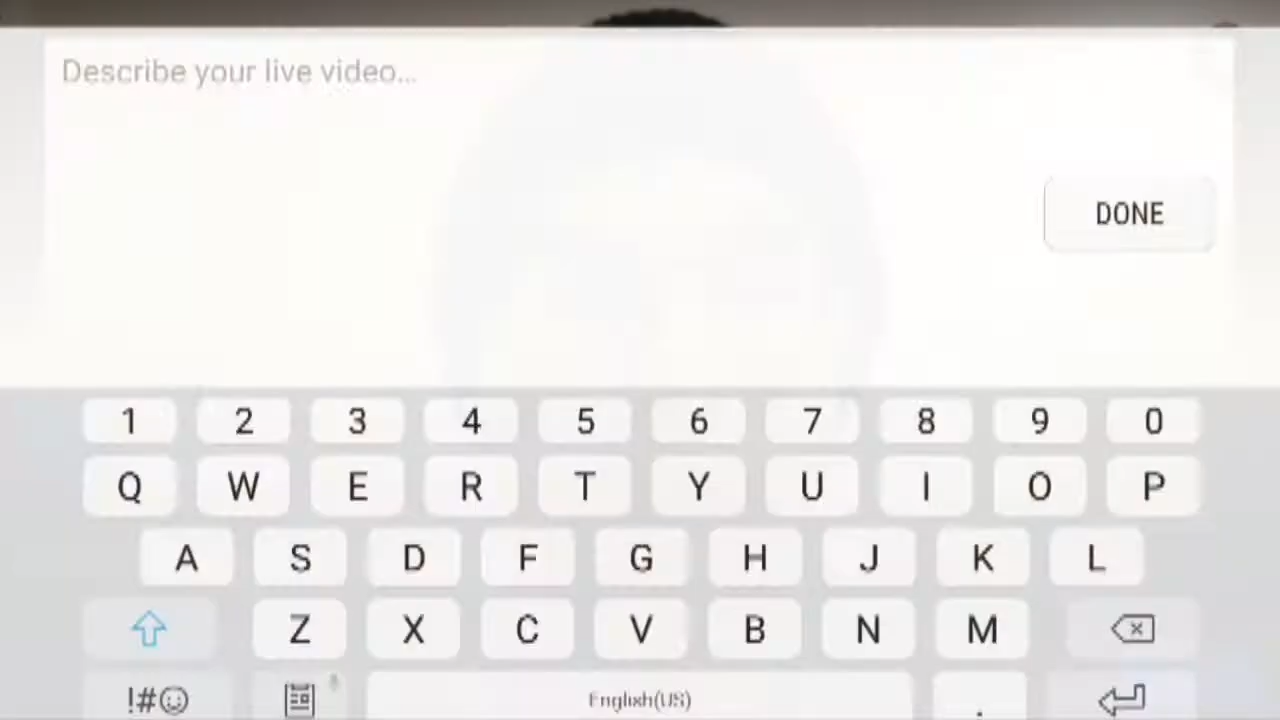 Describe your live video...
DONE
1 2 3 4 5 6 7 8 9 0
Q W E R T Y U I O P
A S D F G H J K L
Z X C V B N M
!#☺ English(US) .